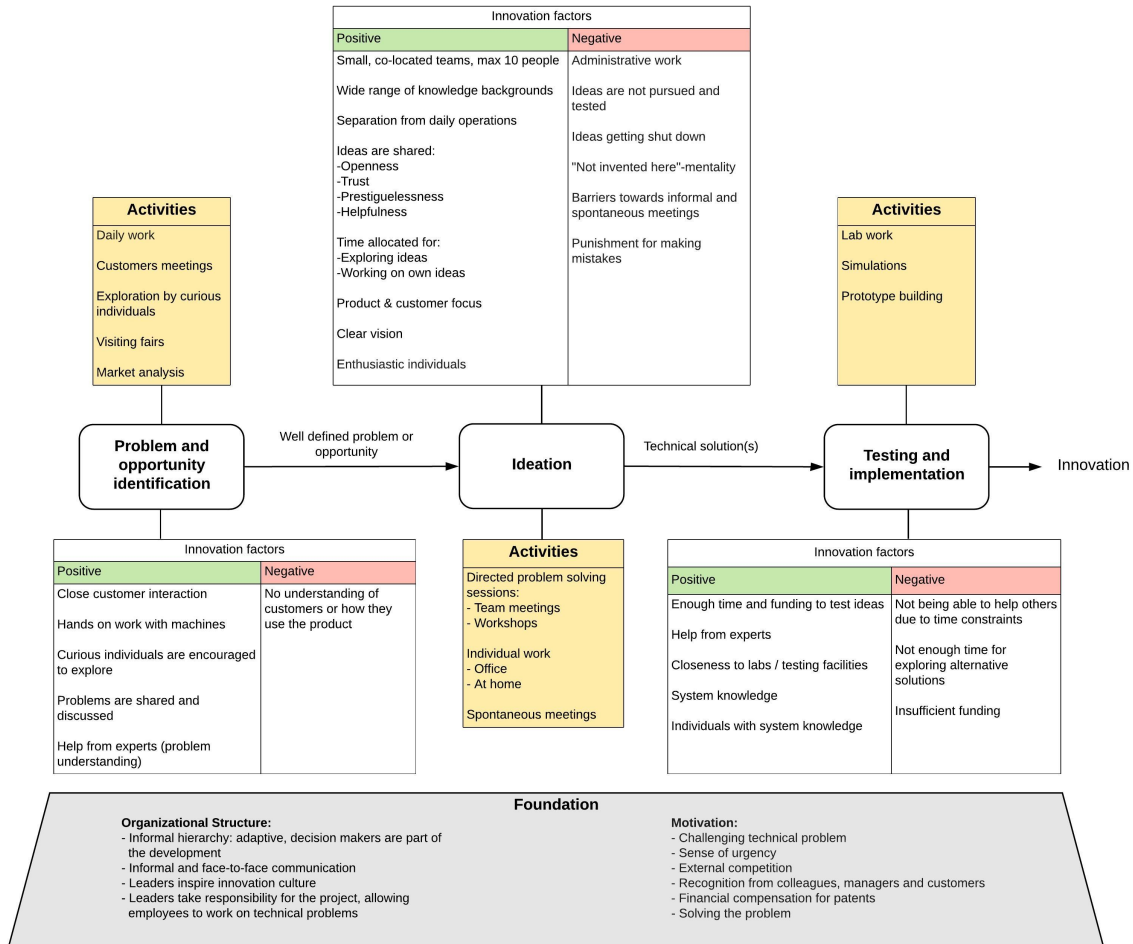 Innovation factors
Positive
Negative
Small, co-located teams, max 10 people
Wide range of knowledge backgrounds
Separation from daily operations
Ideas are shared:
-Openness
-Trust
-Prestiguelessness
-Helpfulness
Time allocated for:
-Exploring ideas
-Working on own ideas
Product & customer focus
Clear vision
Enthusiastic individuals
Administrative work
Ideas are not pursued and
tested
Ideas getting shut down
"Not invented here"-mentality
Barriers towards informal and
spontaneous meetings
Punishment for making
mistakes
Activities
Daily work
Customers meetings
Exploration by curious
individuals
Visiting fairs
Market analysis
Activities
Lab work
Simulations
Prototype building
Problem and
opportunity
identification
Well defined problem or
opportunity
Ideation
Technical solution(s)
Testing and
implementation
Innovation
Innovation factors
Positive
Negative
Close customer interaction
Hands on work with machines
Curious individuals are encouraged
to explore
Problems are shared and
discussed
Help from experts (problem
understanding)
No understanding of
customers or how they
use the product
Activities
Directed problem solving
sessions:
- Team meetings
- Workshops
Individual work
- Office
- At home
Spontaneous meetings
Innovation factors
Positive
Negative
Enough time and funding to test ideas
Help from experts
Closeness to labs / testing facilities
System knowledge
Individuals with system knowledge
Not being able to help others
due to time constraints
Not enough time for
exploring alternative
solutions
Insufficient funding
Foundation
Organizational Structure:
- Informal hierarchy: adaptive, decision makers are part of
the development
- Informal and face-to-face communication
- Leaders inspire innovation culture
- Leaders take responsibility for the project, allowing
employees to work on technical problems
Motivation:
- Challenging technical problem
- Sense of urgency
- External competition
- Recognition from colleagues, managers and customers
- Financial compensation for patents
- Solving the problem